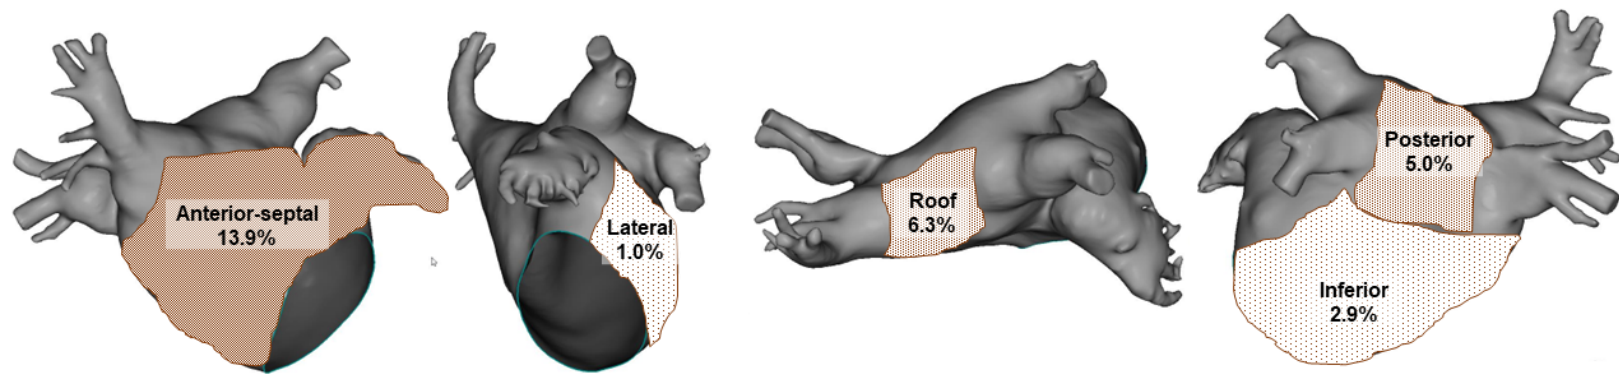 Anterior-septal
13.9%
Lateral
1.0%
Roof
6.3%
Posterior
5.0%
Inferior
2.9%